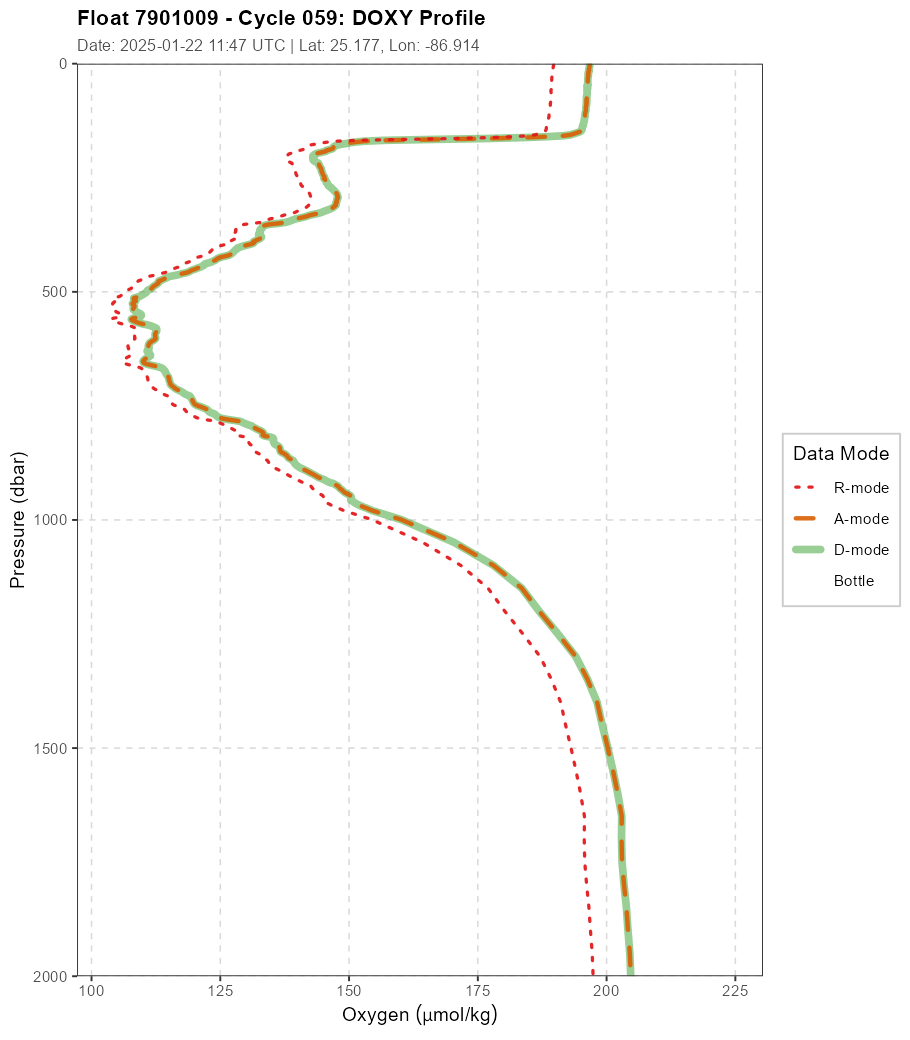 Float 7901009 - Cycle 059: DOXY Profile
Date: 2025-01-22 11:47 UTC | Lat: 25.177, Lon: -86.914
0
500
1000
1500
2000
Pressure (dbar)
100 125 150 175 200 225
Oxygen (μmol/kg)
Data Mode
R-mode
A-mode
D-mode
Bottle